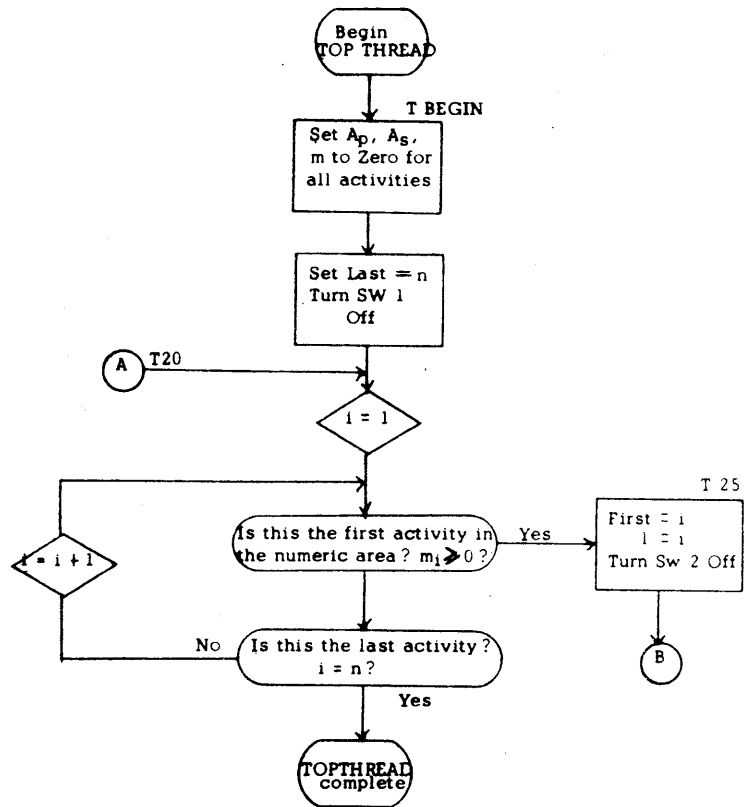 Begin
TOP THREAD
T BEGIN
Set Ap, As,
m to Zero for
all activities
Set Last = n
Turn SW 1
Off
A
T20
i = 1
T 25
Is this the first activity in
the numeric area? mi ⩾ 0?
Yes
First = i
l = i
Turn Sw 2 Off
i = i + 1
B
No
Is this the last activity?
i = n?
Yes
TOPTHREAD
complete